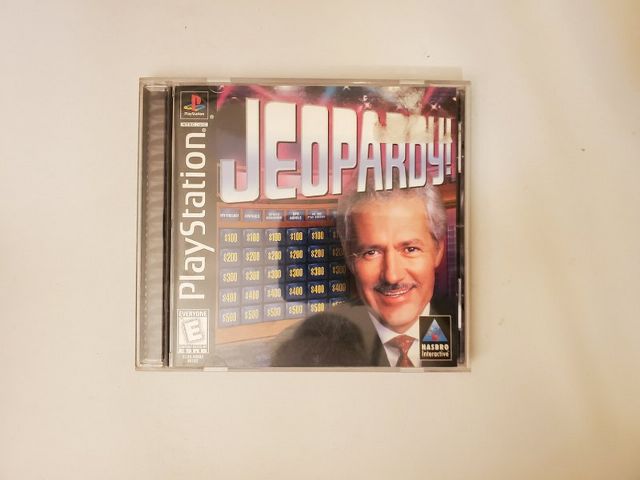 PlayStation
PlayStation
JEOPARDY!
$100 $100 $100 $100 $100
$200 $200 $200 $200 $200
$300 $300 $300 $300 $300
$400 $400 $400 $400 $400
$500 $500 $500 $500
EVERYONE
E
HASBRO
Interactive